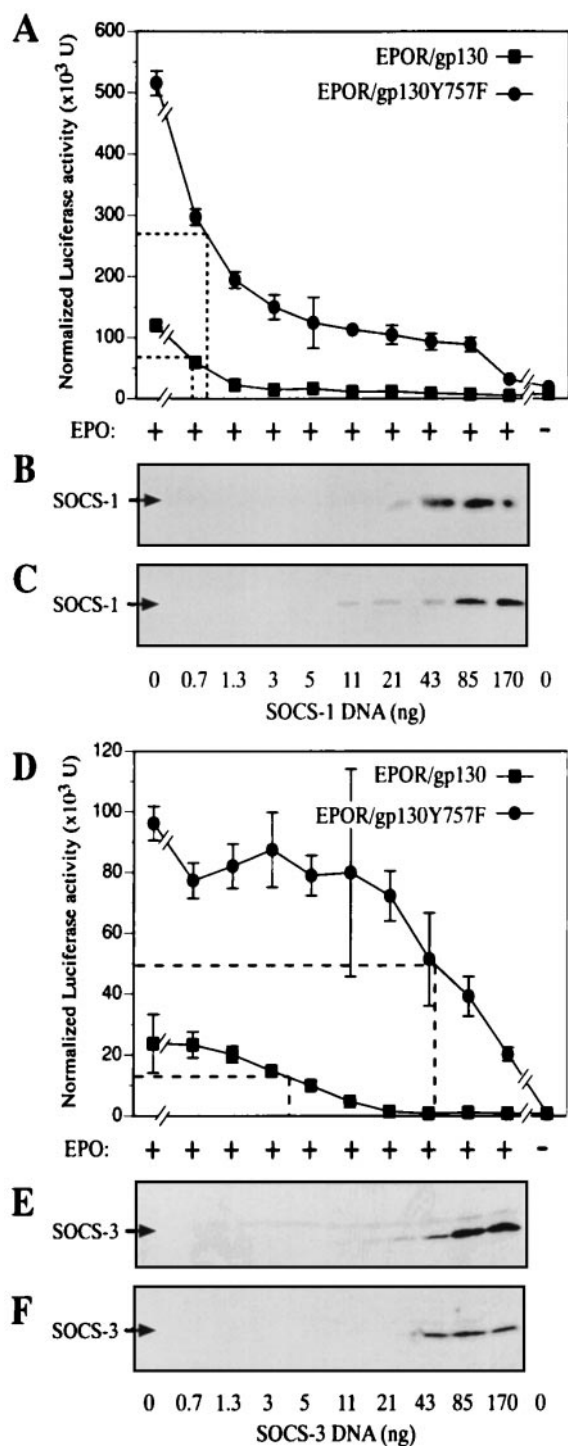 A
600
500
400
300
200
100
0
Normalized Luciferase activity (x10³ U)
EPOR/gp130
EPOR/gp130Y757F
EPO: + + + + + + + + + + -
B
SOCS-1
C
SOCS-1
0 0.7 1.3 3 5 11 21 43 85 170 0
SOCS-1 DNA (ng)
D
120
100
80
60
40
20
0
Normalized Luciferase activity (x10³ U)
EPOR/gp130
EPOR/gp130Y757F
EPO: + + + + + + + + + + -
E
SOCS-3
F
SOCS-3
0 0.7 1.3 3 5 11 21 43 85 170 0
SOCS-3 DNA (ng)